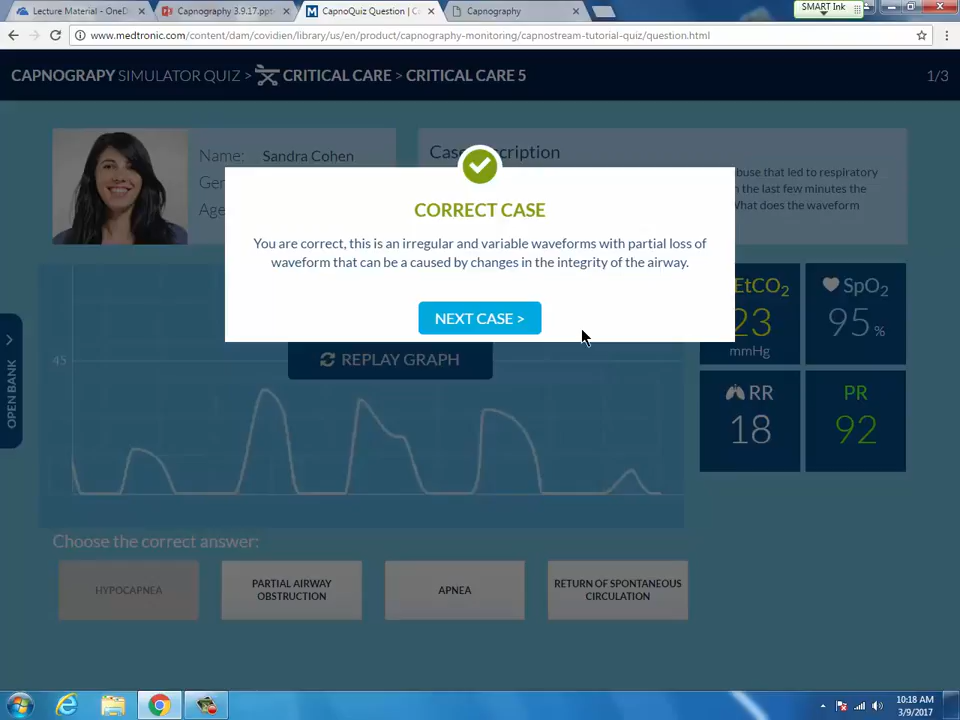 Lecture Material - OneD
Capnography 3.9.17.ppt
CapnoQuiz Question | C
Capnography
SMART Ink
www.medtronic.com/content/dam/covidien/library/us/en/product/capnography-monitoring/capnostream-tutorial-quiz/question.html
CAPNOGRAPY SIMULATOR QUIZ > CRITICAL CARE > CRITICAL CARE 5
1/3
Name: Sandra Cohen
Gen
Age
Case
ription
buse that led to respiratory
n the last few minutes the
What does the waveform
CORRECT CASE
You are correct, this is an irregular and variable waveforms with partial loss of
waveform that can be a caused by changes in the integrity of the airway.
NEXT CASE >
REPLAY GRAPH
45
OPEN BANK
EtCO2
23
mmHg
SpO2
95 %
RR
18
PR
92
Choose the correct answer:
HYPOCAPNEA
PARTIAL AIRWAY
OBSTRUCTION
APNEA
RETURN OF SPONTANEOUS
CIRCULATION
10:18 AM
3/9/2017